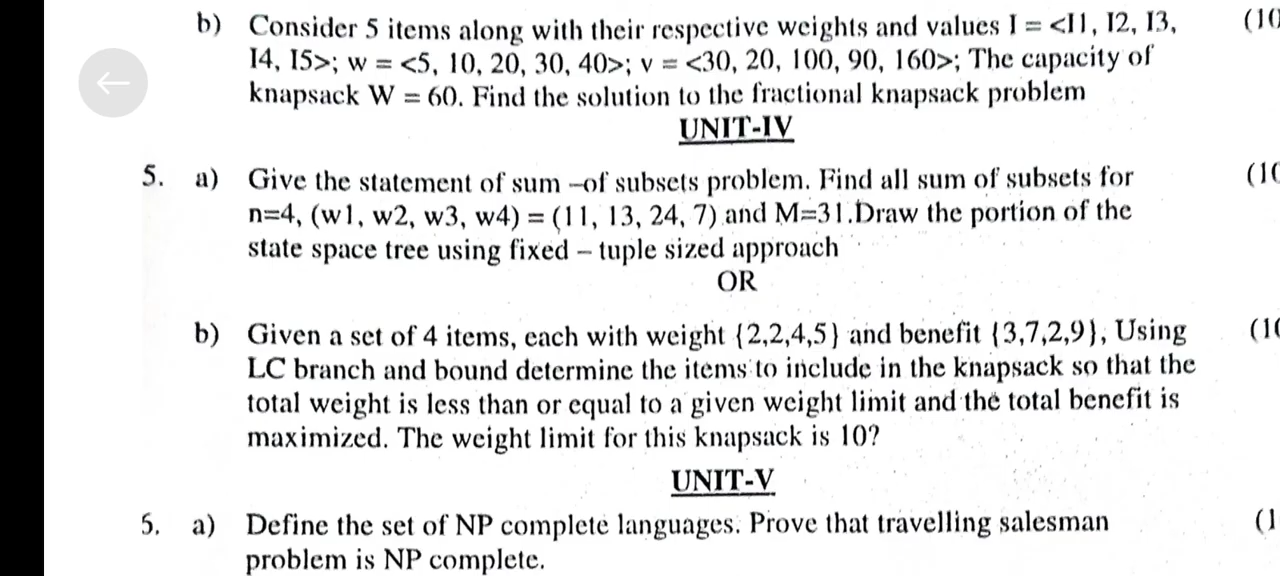 b) Consider 5 items along with their respective weights and values I = <I1, I2, I3, (10
I4, I5>; w = <5, 10, 20, 30, 40>; v = <30, 20, 100, 90, 160>; The capacity of
knapsack W = 60. Find the solution to the fractional knapsack problem
UNIT-IV
5. a) Give the statement of sum –of subsets problem. Find all sum of subsets for (10
n=4, (w1, w2, w3, w4) = (11, 13, 24, 7) and M=31.Draw the portion of the
state space tree using fixed – tuple sized approach
OR
b) Given a set of 4 items, each with weight {2,2,4,5} and benefit {3,7,2,9}, Using (10
LC branch and bound determine the items to include in the knapsack so that the
total weight is less than or equal to a given weight limit and the total benefit is
maximized. The weight limit for this knapsack is 10?
UNIT-V
5. a) Define the set of NP complete languages. Prove that travelling salesman (1
problem is NP complete.